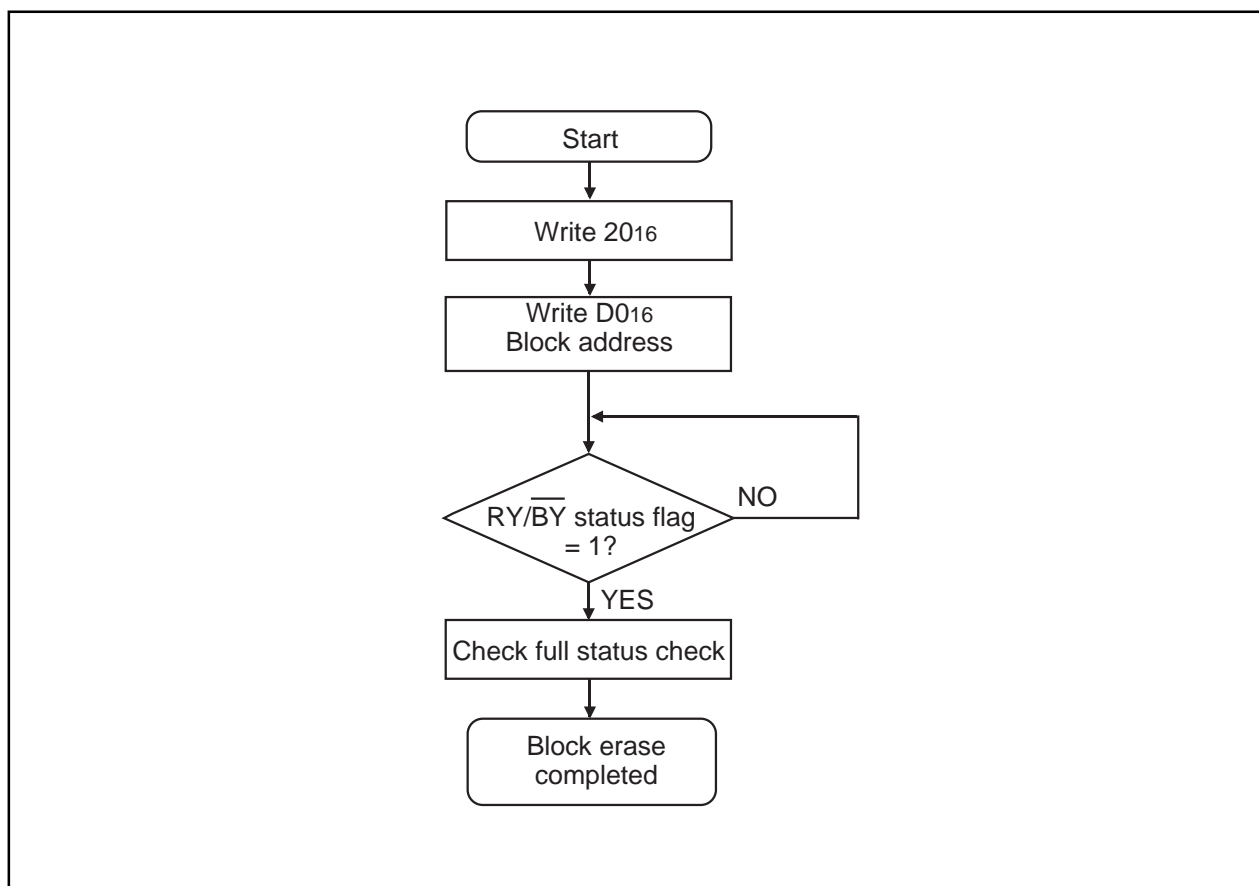 Start
Write 2016
Write D016
Block address
NO
RY/B̅Y̅ status flag
= 1?
YES
Check full status check
Block erase
completed